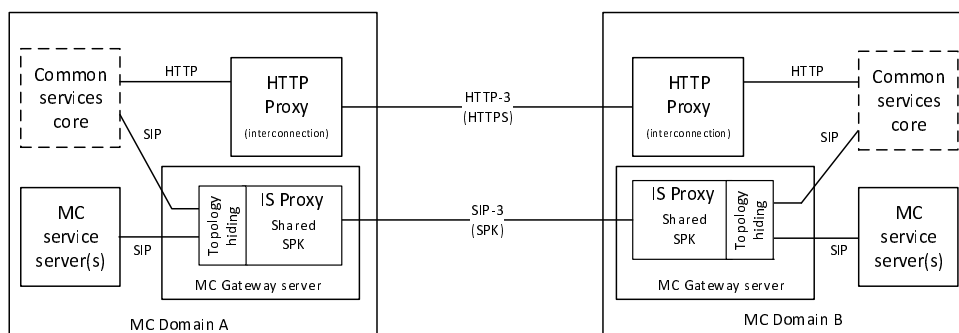 Common
services
core
HTTP
HTTP
Proxy
(interconnection)
SIP
MC
service
server(s)
SIP
Topology
hiding
IS Proxy
Shared
SPK
MC Gateway server
MC Domain A
HTTP-3
(HTTPS)
SIP-3
(SPK)
HTTP
Proxy
(interconnection)
HTTP
Common
services
core
SIP
IS Proxy
Shared
SPK
Topology
hiding
MC Gateway server
SIP
MC
service
server(s)
MC Domain B